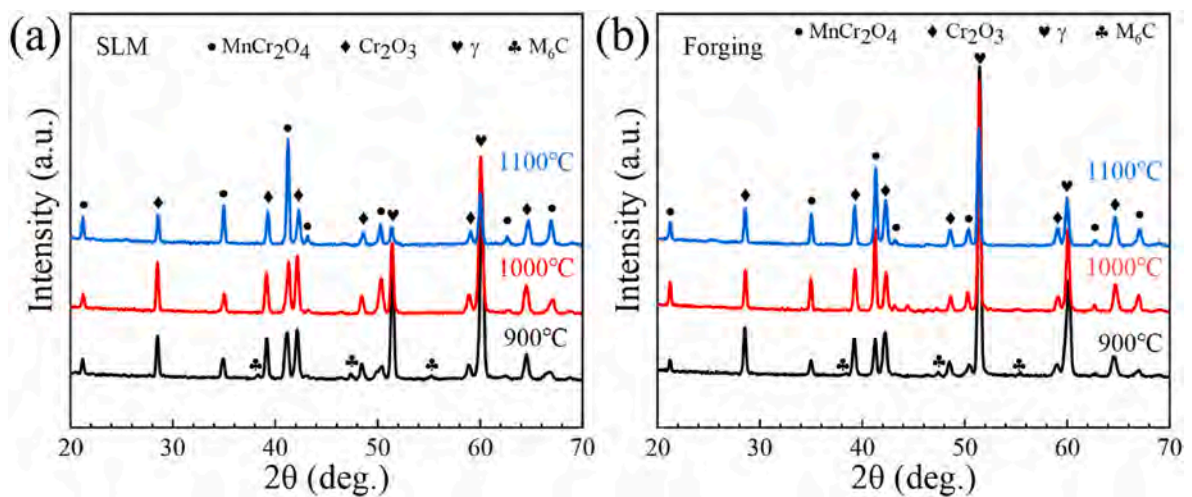 (a) SLM ● MnCr₂O₄ ♦ Cr₂O₃ ♥ γ ♣ M₆C
1100°C
1000°C
900°C
Intensity (a.u.)
20 30 40 50 60 70
2θ (deg.)
(b) Forging ● MnCr₂O₄ ♦ Cr₂O₃ ♥ γ ♣ M₆C
1100°C
1000°C
900°C
Intensity (a.u.)
20 30 40 50 60 70
2θ (deg.)